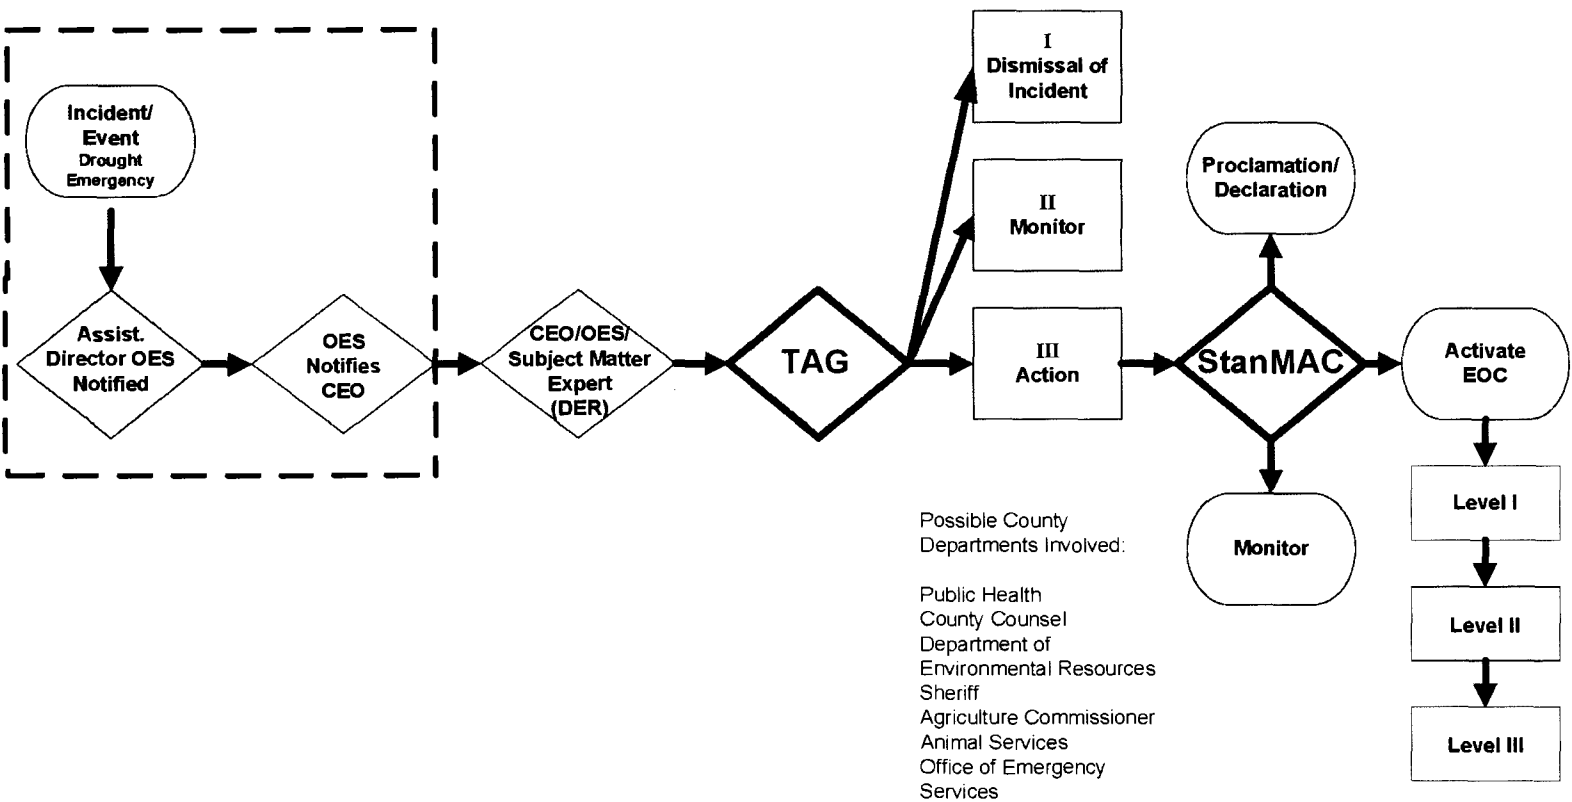 Incident/
Event
Drought
Emergency
Assist.
Director OES
Notified
OES
Notifies
CEO
CEO/OES/
Subject Matter
Expert
(DER)
TAG
I
Dismissal of
Incident
II
Monitor
III
Action
Proclamation/
Declaration
StanMAC
Monitor
Activate
EOC
Level I
Level II
Level III
Possible County
Departments Involved:
Public Health
County Counsel
Department of
Environmental Resources
Sheriff
Agriculture Commissioner
Animal Services
Office of Emergency
Services